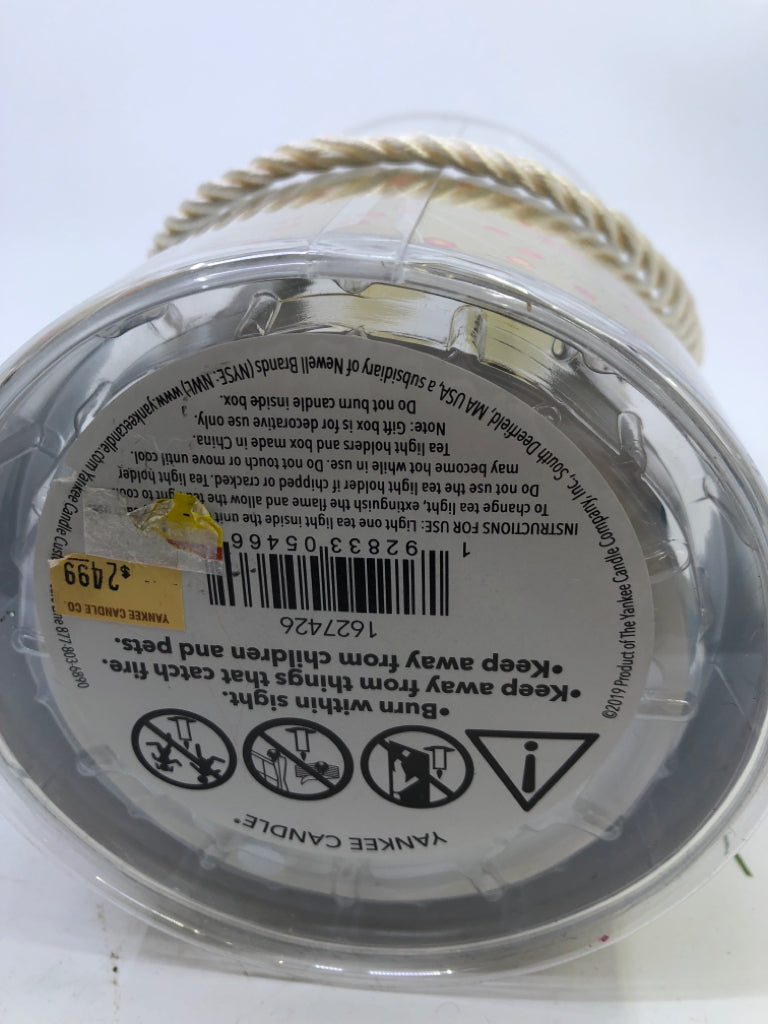 YANKEE CANDLE®
•Burn within sight.
•Keep away from things that catch fire.
•Keep away from children and pets.
1627426
1 92833 05466 6
YANKEE CANDLE CO.
$2499
INSTRUCTIONS FOR USE: Light one tea light inside the unit
To change tea light, extinguish the flame and allow the to cool
Do not use the tea light holder if chipped or cracked. Tea light holder
may become hot while in use. Do not touch or move until cool.
Tea light holders and box made in China.
Note: Gift box is for decorative use only.
Do not burn candle inside box.
©2019 Product of The Yankee Candle Company, Inc., South Deerfield, MA USA, a subsidiary of Newell Brands (NYSE: NWL) www.yankeecandle.com Yankee Candle Line 877-803-6890